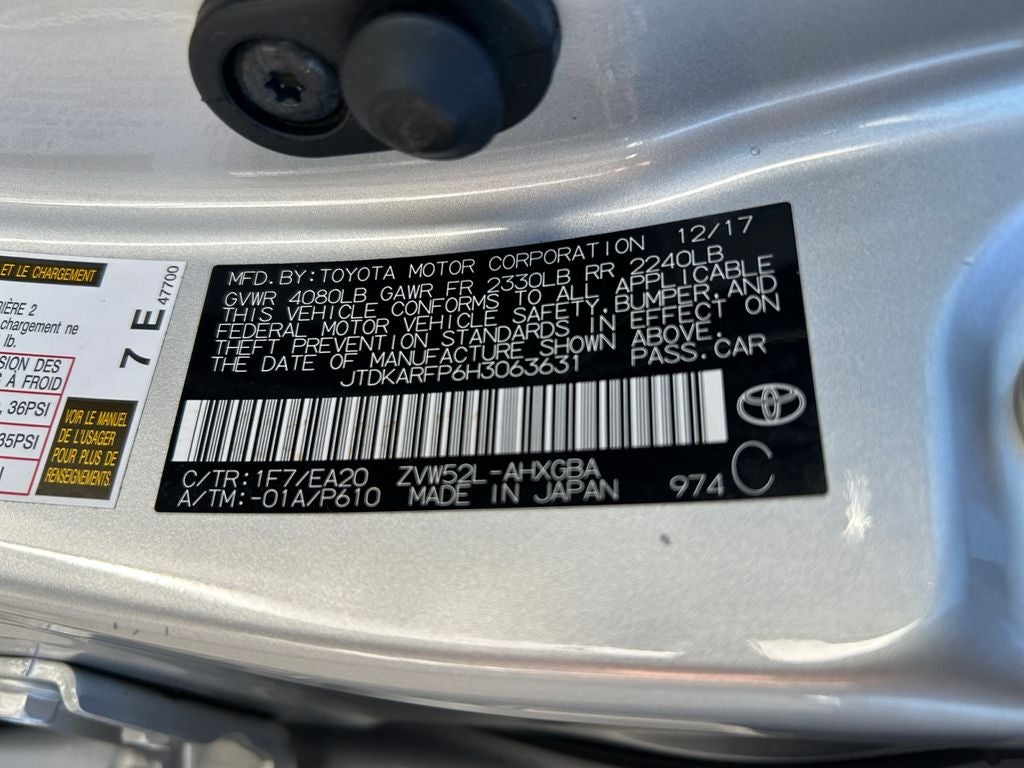 ET LE CHARGEMENT
RIÈRE 2
chargement ne
lb.
SION DES
À FROID
36PSI
35PSI
VOIR LE MANUEL
DE L'USAGER
POUR PLUS DE
RENSEIGNEMENTS.
7 E 47700
MFD. BY: TOYOTA MOTOR CORPORATION 12/17
GVWR 4080LB GAWR FR 2330LB RR 2240LB
THIS VEHICLE CONFORMS TO ALL APPLICABLE
FEDERAL MOTOR VEHICLE SAFETY, BUMPER, AND
THEFT PREVENTION STANDARDS IN EFFECT ON
THE DATE OF MANUFACTURE SHOWN ABOVE.
JTDKARFP6H3063631 PASS. CAR
C/TR: 1F7/EA20 ZVW52L-AHXGBA
A/TM: -01A/P610 MADE IN JAPAN 974 C